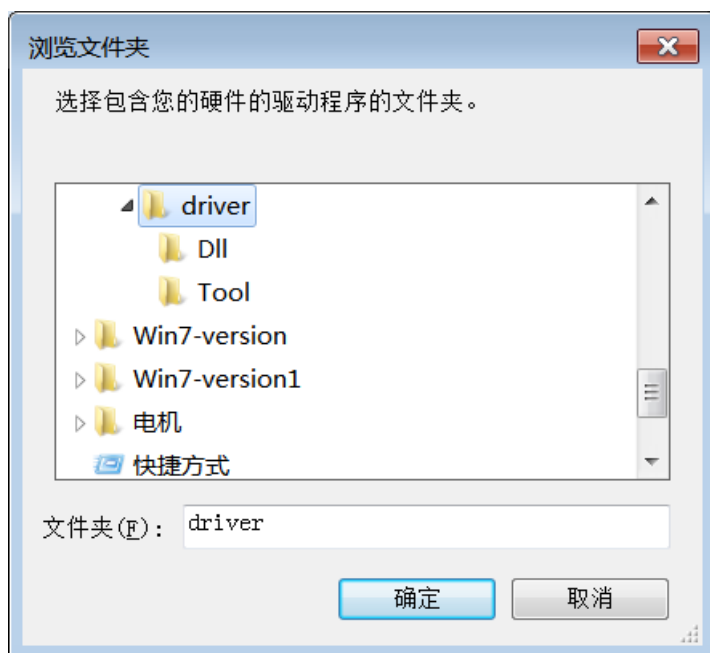 浏览文件夹
选择包含您的硬件的驱动程序的文件夹。
driver
Dll
Tool
Win7-version
Win7-version1
电机
快捷方式
文件夹(F): driver
确定 取消